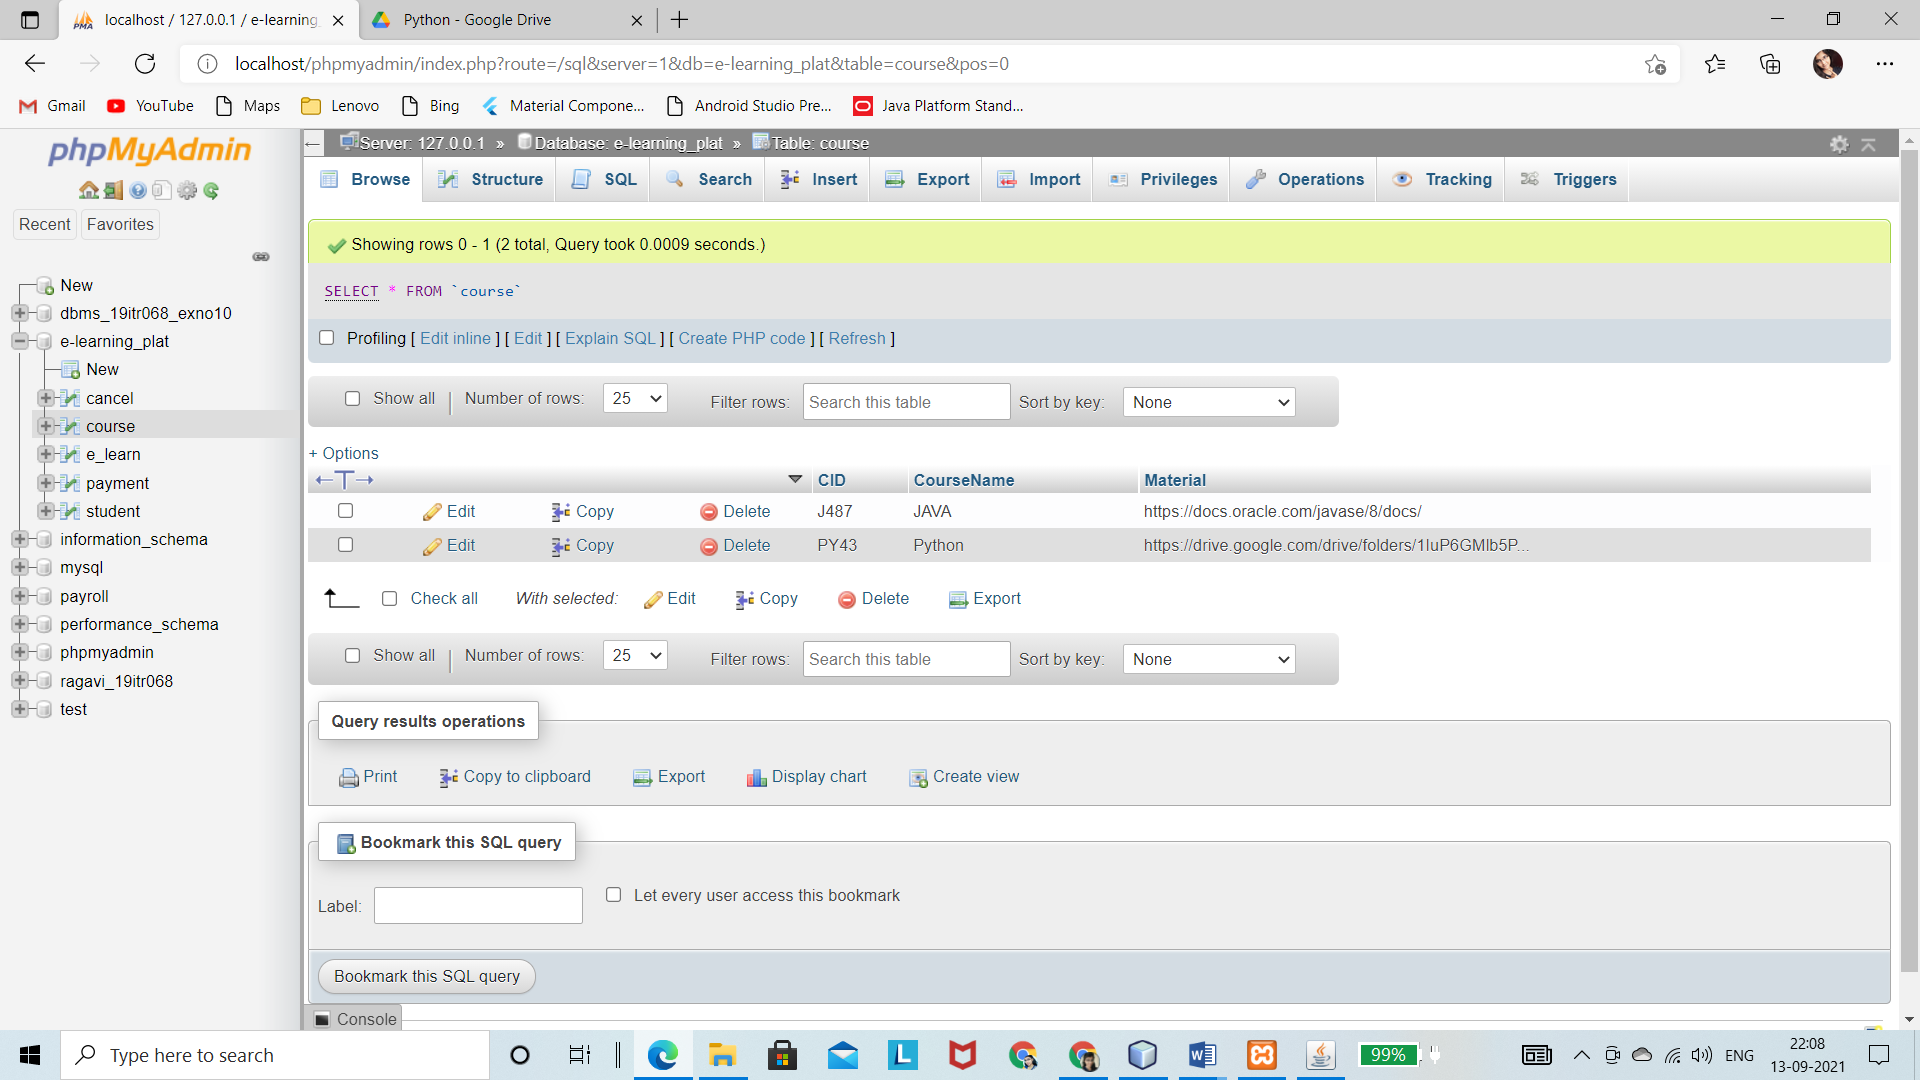 localhost / 127.0.0.1 / e-learning
Python - Google Drive
localhost/phpmyadmin/index.php?route=/sql&server=1&db=e-learning_plat&table=course&pos=0
Gmail YouTube Maps Lenovo Bing Material Compone... Android Studio Pre... Java Platform Stand...
phpMyAdmin
Recent Favorites
New
dbms_19itr068_exno10
e-learning_plat
New
cancel
course
e_learn
payment
student
information_schema
mysql
payroll
performance_schema
phpmyadmin
ragavi_19itr068
test
Server: 127.0.0.1 » Database: e-learning_plat » Table: course
Browse Structure SQL Search Insert Export Import Privileges Operations Tracking Triggers
Showing rows 0 - 1 (2 total, Query took 0.0009 seconds.)
SELECT * FROM `course`
Profiling [ Edit inline ] [ Edit ] [ Explain SQL ] [ Create PHP code ] [ Refresh ]
Show all Number of rows: 25 Filter rows: Search this table Sort by key: None
+ Options
←T→ CID CourseName Material
Edit Copy Delete J487 JAVA https://docs.oracle.com/javase/8/docs/
Edit Copy Delete PY43 Python https://drive.google.com/drive/folders/1luP6GMlb5P...
Check all With selected: Edit Copy Delete Export
Show all Number of rows: 25 Filter rows: Search this table Sort by key: None
Query results operations
Print Copy to clipboard Export Display chart Create view
Bookmark this SQL query
Label: Let every user access this bookmark
Bookmark this SQL query
Console
Type here to search
99%
ENG
22:08
13-09-2021